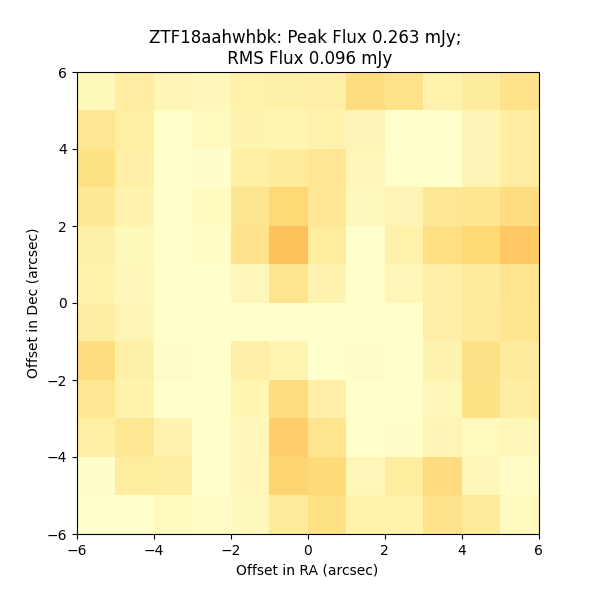 ZTF18aahwhbk: Peak Flux 0.263 mJy;
RMS Flux 0.096 mJy
6
4
2
0
−2
−4
−6
Offset in Dec (arcsec)
−6 −4 −2 0 2 4 6
Offset in RA (arcsec)